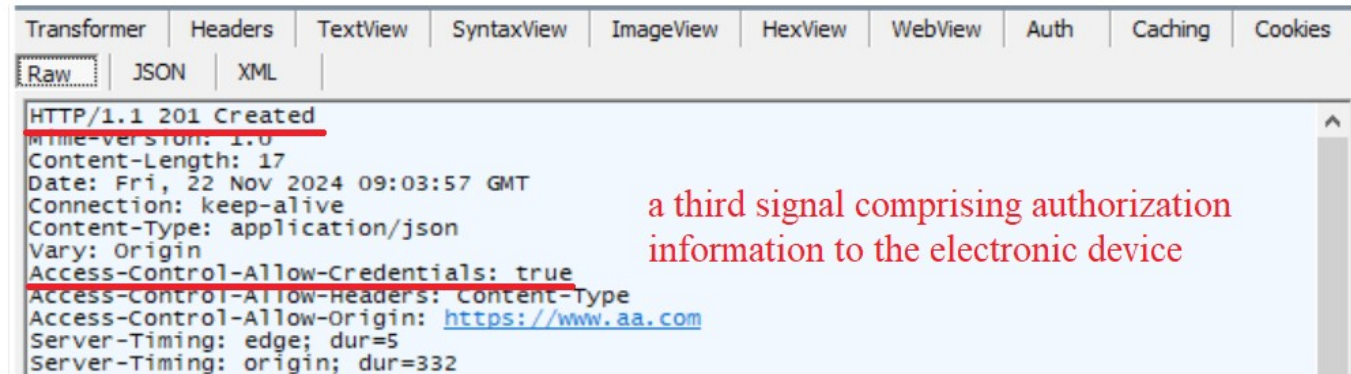 Transformer Headers TextView SyntaxView ImageView HexView WebView Auth Caching Cookies
Raw JSON XML
HTTP/1.1 201 Created
Mime-Version: 1.0
Content-Length: 17
Date: Fri, 22 Nov 2024 09:03:57 GMT
Connection: keep-alive
Content-Type: application/json
Vary: Origin
Access-Control-Allow-Credentials: true
Access-Control-Allow-Headers: Content-Type
Access-Control-Allow-Origin: https://www.aa.com
Server-Timing: edge; dur=5
Server-Timing: origin; dur=332
a third signal comprising authorization
information to the electronic device